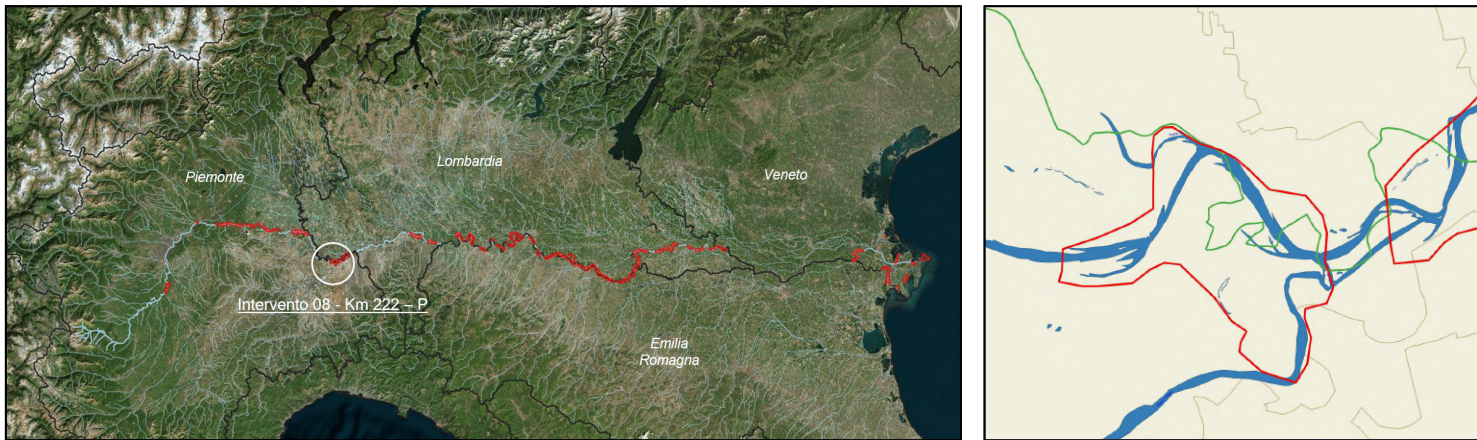 Lombardia
Piemonte
Veneto
Intervento 08 - Km 222 – P
Emilia
Romagna